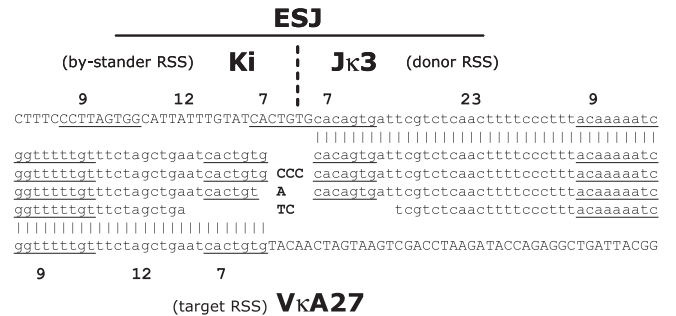 ESJ
(by-stander RSS) Ki Jκ3 (donor RSS)
9 12 7 7 23 9
CTTTCCCTTAGTGGCATTATTTGTATCACTGTGcacagtgattcgtctcaacttttccctttacaaaaatc
ggtttttgtttctagctgaatcactgtg cacagtgattcgtctcaacttttccctttacaaaaatc
ggtttttgtttctagctgaatcactgtg CCC cacagtgattcgtctcaacttttccctttacaaaaatc
ggtttttgtttctagctgaatcactgt A cacagtgattcgtctcaacttttccctttacaaaaatc
ggtttttgtttctagctga TC tcgtctcaacttttccctttacaaaaatc
ggtttttgtttctagctgaatcactgtgTACAACTAGTAAGTCGACCTAAGATACCAGAGGCTGATTACGG
9 12 7
(target RSS) VκA27